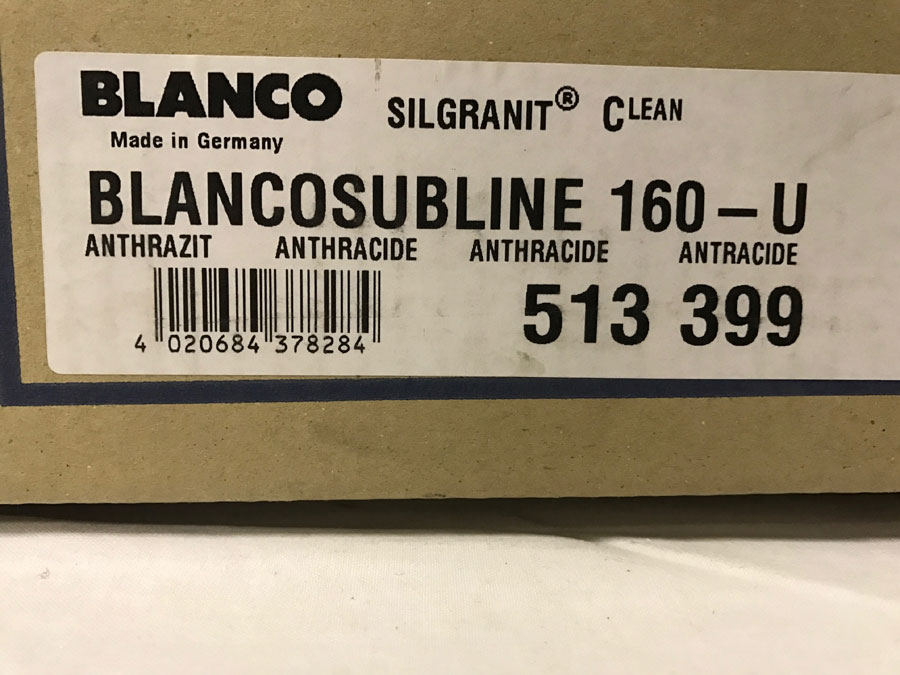 BLANCO SILGRANIT® CLEAN
Made in Germany
BLANCOSUBLINE 160 – U
ANTHRAZIT ANTHRACIDE ANTHRACIDE ANTRACIDE
513 399
4 020684 378284